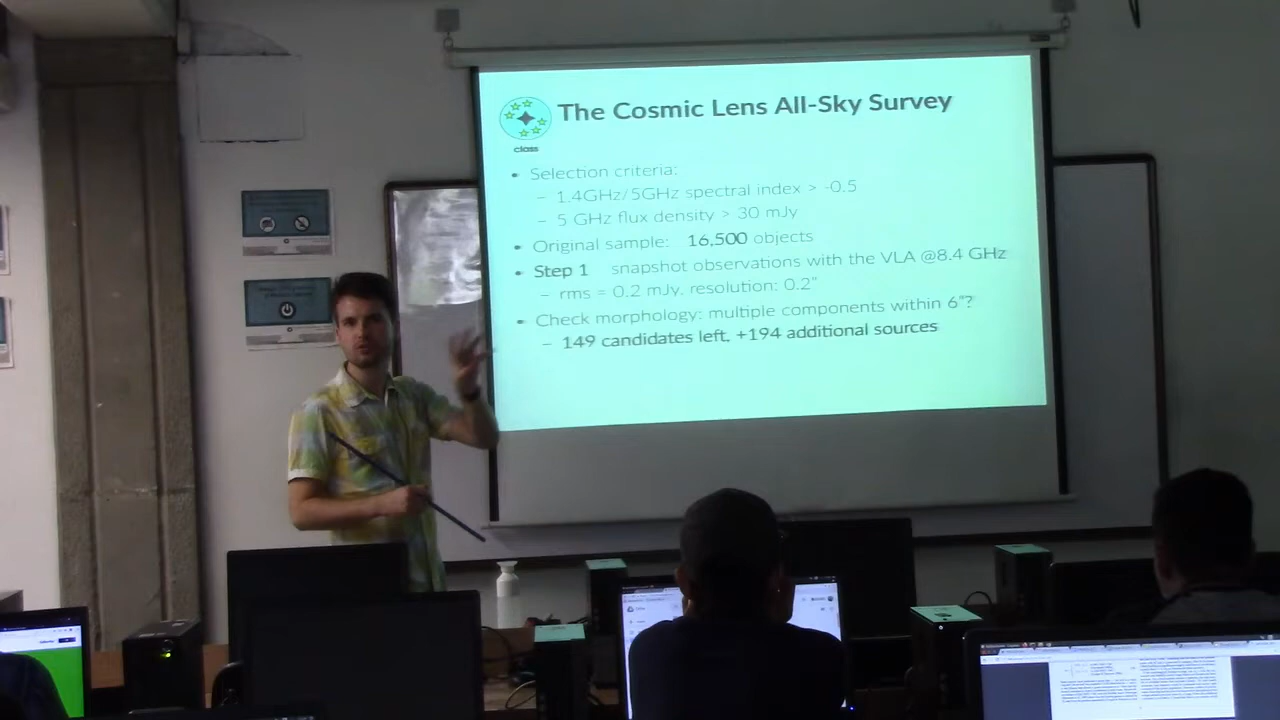 The Cosmic Lens All-Sky Survey
class
• Selection criteria:
– 1.4GHz/5GHz spectral index > -0.5
– 5 GHz flux density > 30 mJy
• Original sample: 16,500 objects
• Step 1 snapshot observations with the VLA @8.4 GHz
– rms = 0.2 mJy, resolution: 0.2"
• Check morphology: multiple components within 6"?
– 149 candidates left, +194 additional sources